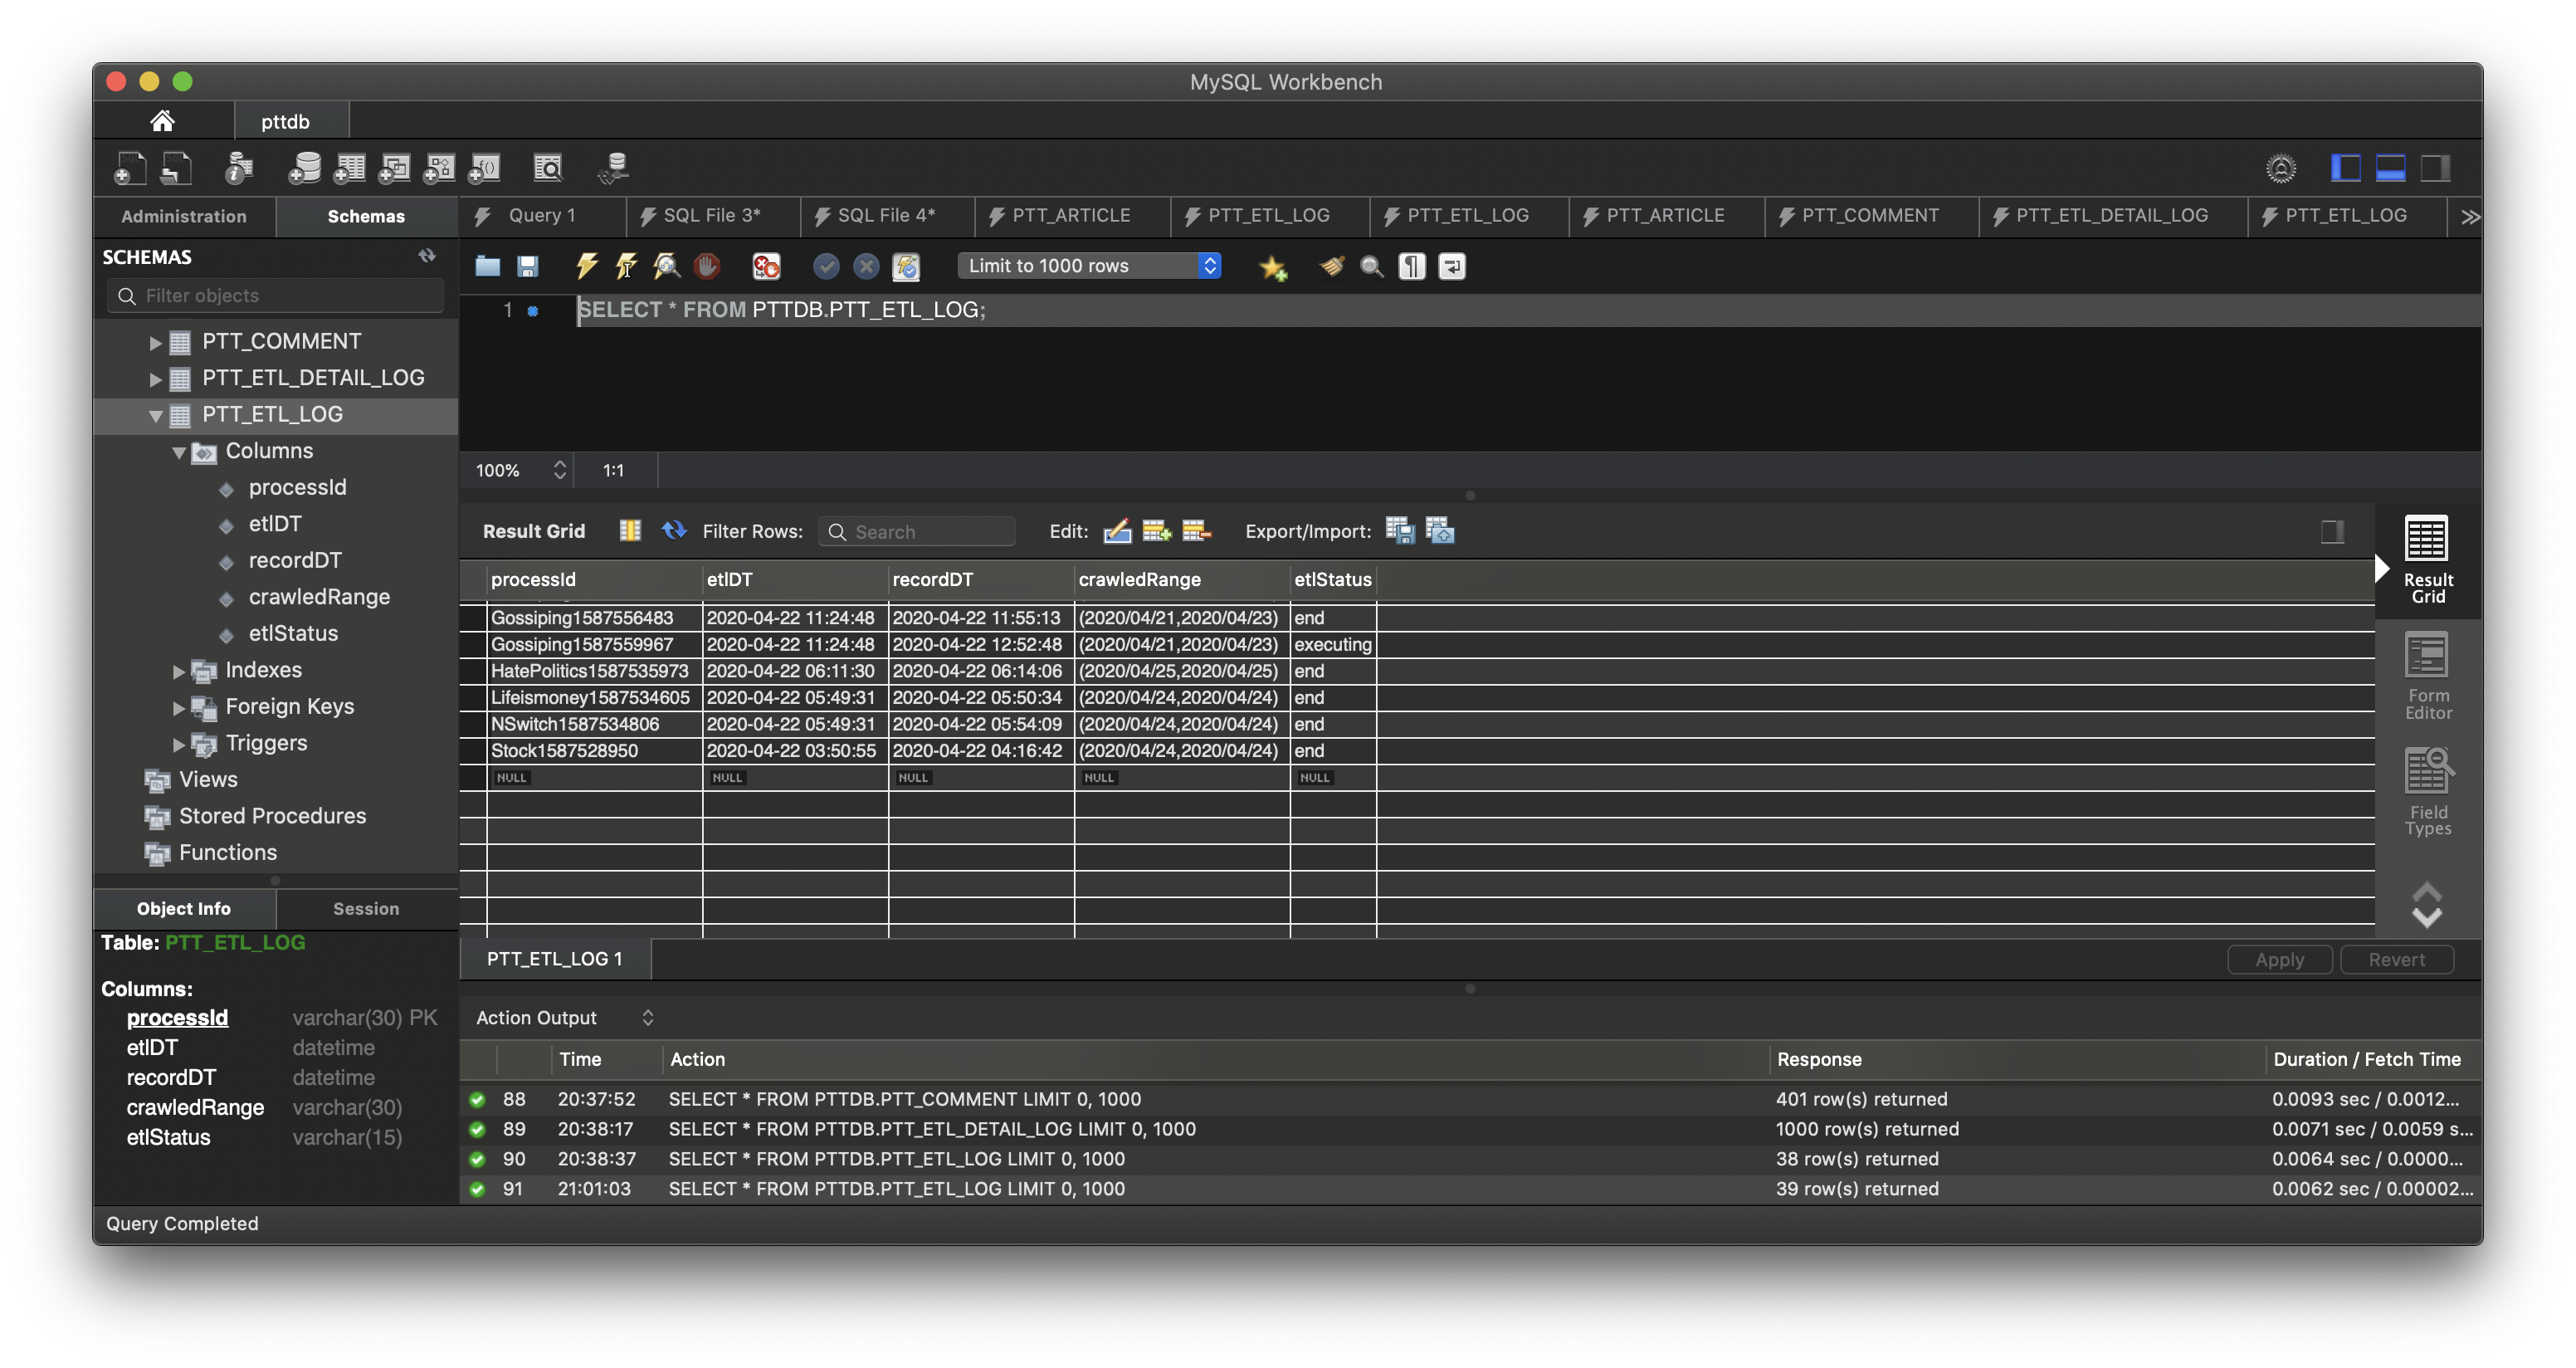 MySQL Workbench
pttdb
Administration Schemas
Query 1 SQL File 3* SQL File 4* PTT_ARTICLE PTT_ETL_LOG PTT_ETL_LOG PTT_ARTICLE PTT_COMMENT PTT_ETL_DETAIL_LOG PTT_ETL_LOG
SCHEMAS
Filter objects
PTT_COMMENT
PTT_ETL_DETAIL_LOG
PTT_ETL_LOG
Columns
processId
etlDT
recordDT
crawledRange
etlStatus
Indexes
Foreign Keys
Triggers
Views
Stored Procedures
Functions
Object Info Session
Table: PTT_ETL_LOG
Columns:
processId varchar(30) PK
etlDT datetime
recordDT datetime
crawledRange varchar(30)
etlStatus varchar(15)
Limit to 1000 rows
1 SELECT * FROM PTTDB.PTT_ETL_LOG;
100% 1:1
Result Grid Filter Rows: Search Edit: Export/Import:
processId etlDT recordDT crawledRange etlStatus
Gossiping1587556483 2020-04-22 11:24:48 2020-04-22 11:55:13 (2020/04/21,2020/04/23) end
Gossiping1587559967 2020-04-22 11:24:48 2020-04-22 12:52:48 (2020/04/21,2020/04/23) executing
HatePolitics1587535973 2020-04-22 06:11:30 2020-04-22 06:14:06 (2020/04/25,2020/04/25) end
Lifeismoney1587534605 2020-04-22 05:49:31 2020-04-22 05:50:34 (2020/04/24,2020/04/24) end
NSwitch1587534806 2020-04-22 05:49:31 2020-04-22 05:54:09 (2020/04/24,2020/04/24) end
Stock1587528950 2020-04-22 03:50:55 2020-04-22 04:16:42 (2020/04/24,2020/04/24) end
NULL NULL NULL NULL NULL
Result
Grid
Form
Editor
Field
Types
PTT_ETL_LOG 1 Apply Revert
Action Output
Time Action Response Duration / Fetch Time
88 20:37:52 SELECT * FROM PTTDB.PTT_COMMENT LIMIT 0, 1000 401 row(s) returned 0.0093 sec / 0.0012...
89 20:38:17 SELECT * FROM PTTDB.PTT_ETL_DETAIL_LOG LIMIT 0, 1000 1000 row(s) returned 0.0071 sec / 0.0059 s...
90 20:38:37 SELECT * FROM PTTDB.PTT_ETL_LOG LIMIT 0, 1000 38 row(s) returned 0.0064 sec / 0.0000...
91 21:01:03 SELECT * FROM PTTDB.PTT_ETL_LOG LIMIT 0, 1000 39 row(s) returned 0.0062 sec / 0.00002...
Query Completed